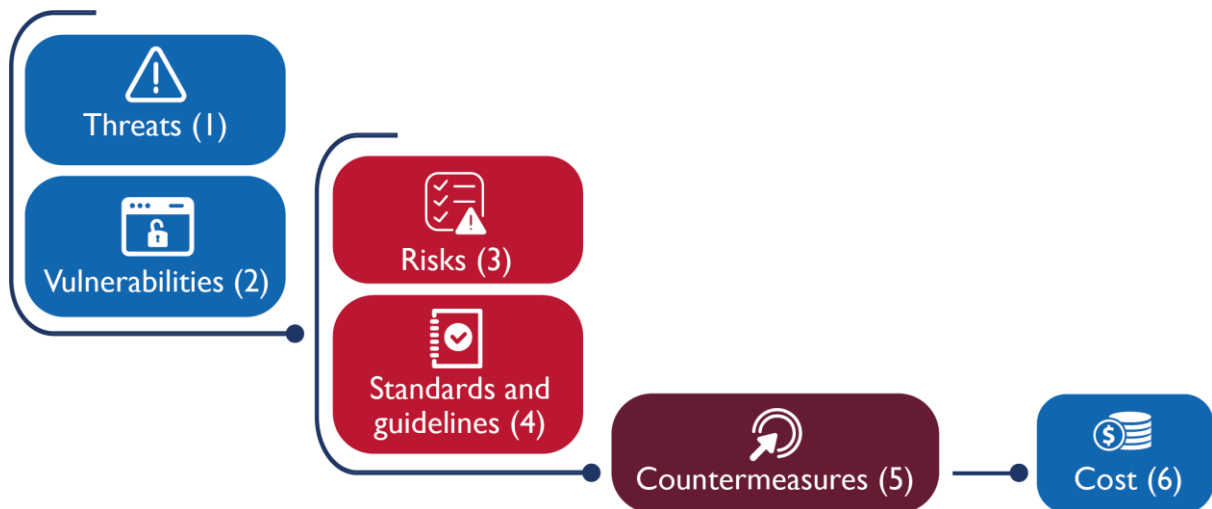 Threats (1)
Vulnerabilities (2)
Risks (3)
Standards and
guidelines (4)
Countermeasures (5)
$
Cost (6)